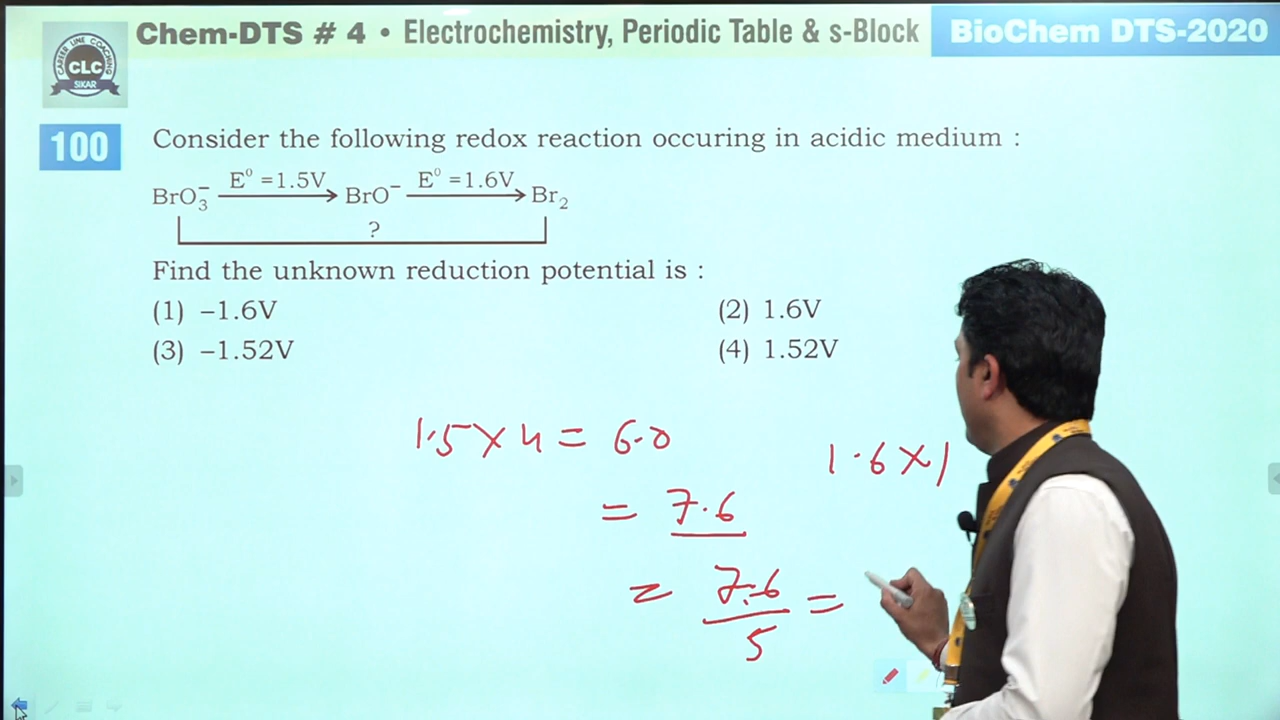 Chem-DTS # 4 • Electrochemistry, Periodic Table & s-Block
BioChem DTS-2020
CAREER LINE COACHING
CLC
SIKAR
100
Consider the following redox reaction occuring in acidic medium :
BrO₃⁻ —E⁰ =1.5V→ BrO⁻ —E⁰ =1.6V→ Br₂
?
Find the unknown reduction potential is :
(1) –1.6V (2) 1.6V
(3) –1.52V (4) 1.52V
1.5 × 4 = 6.0 1.6 × 1
= 7.6
= 7.6/5 =